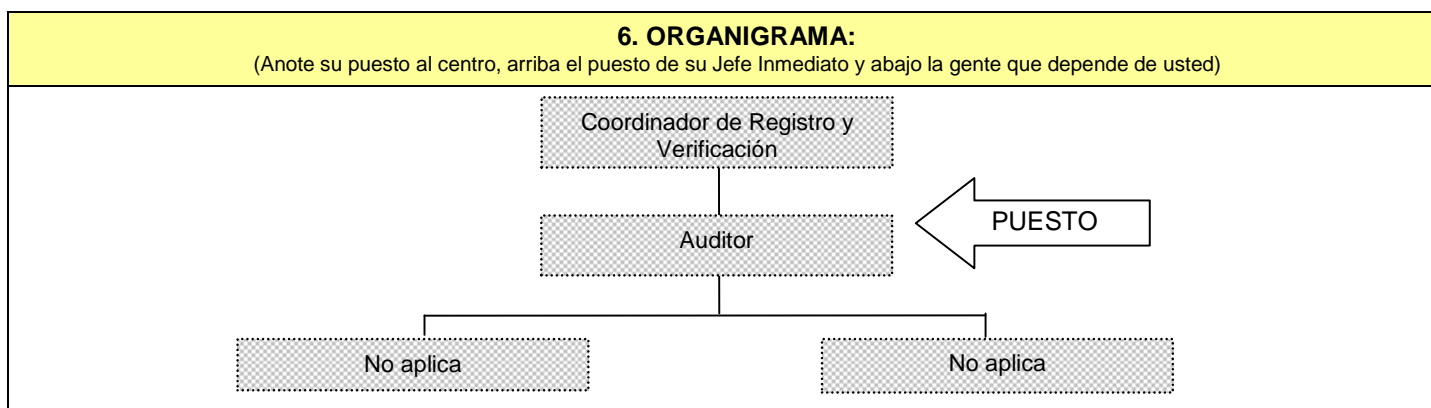 6. ORGANIGRAMA:
(Anote su puesto al centro, arriba el puesto de su Jefe Inmediato y abajo la gente que depende de usted)
Coordinador de Registro y
Verificación
PUESTO
Auditor
No aplica
No aplica